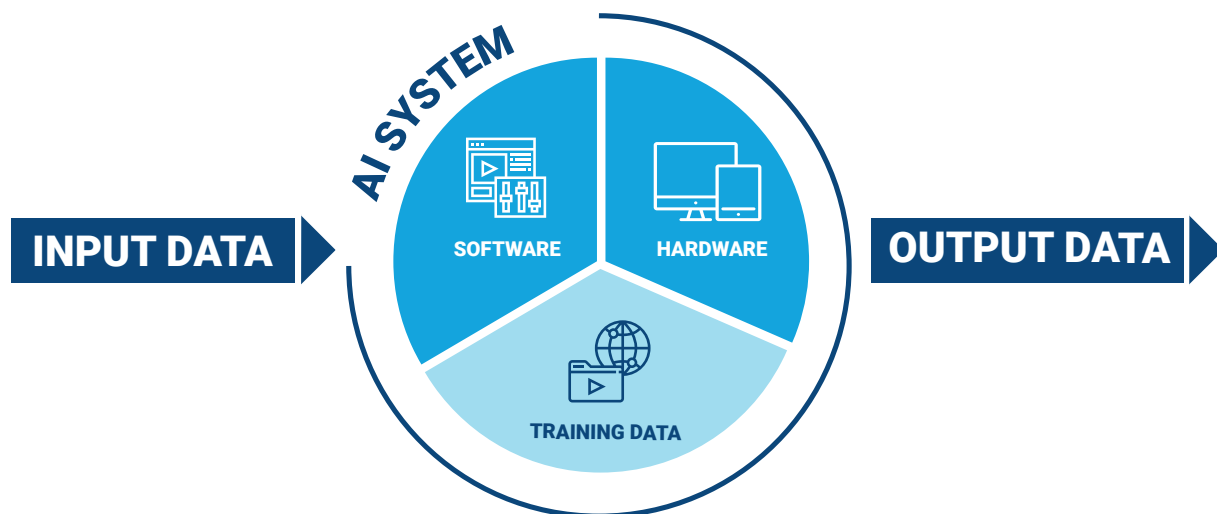 AI SYSTEM
INPUT DATA
SOFTWARE
HARDWARE
TRAINING DATA
OUTPUT DATA